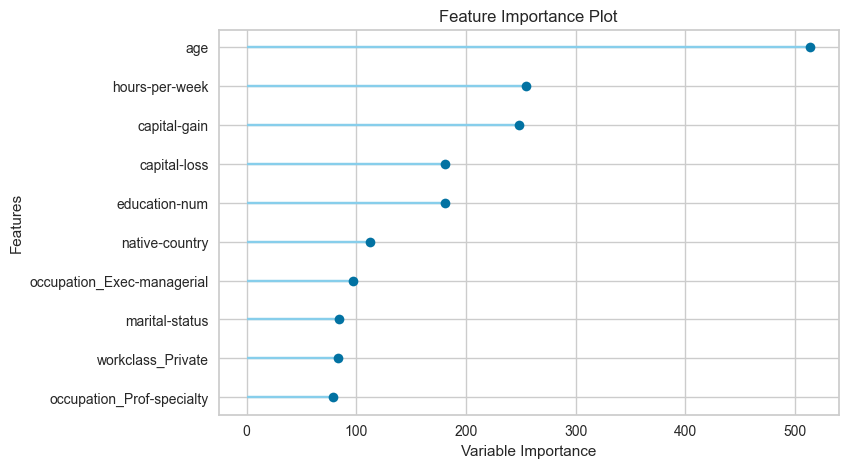 Feature Importance Plot
Features
age
hours-per-week
capital-gain
capital-loss
education-num
native-country
occupation_Exec-managerial
marital-status
workclass_Private
occupation_Prof-specialty
0 100 200 300 400 500
Variable Importance